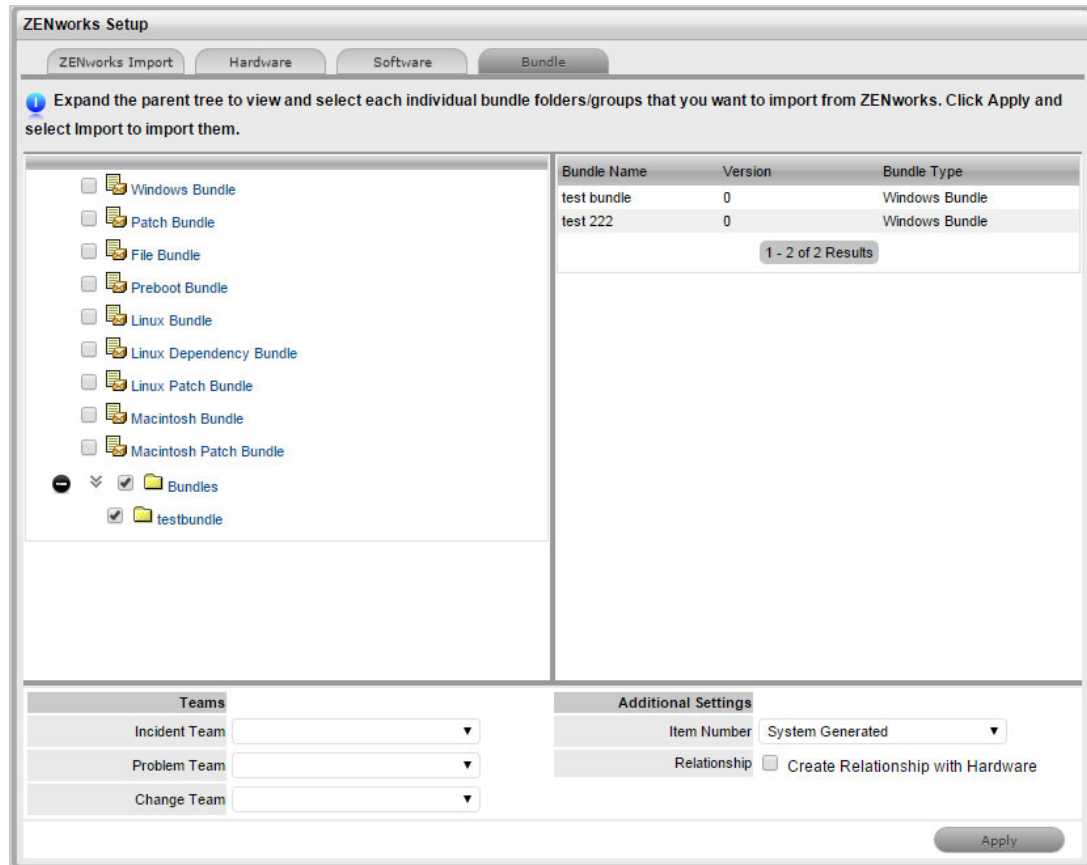 ZENworks Setup
ZENworks Import Hardware Software Bundle
Expand the parent tree to view and select each individual bundle folders/groups that you want to import from ZENworks. Click Apply and
select Import to import them.
Windows Bundle
Patch Bundle
File Bundle
Preboot Bundle
Linux Bundle
Linux Dependency Bundle
Linux Patch Bundle
Macintosh Bundle
Macintosh Patch Bundle
Bundles
testbundle
Bundle Name Version Bundle Type
test bundle 0 Windows Bundle
test 222 0 Windows Bundle
1 - 2 of 2 Results
Teams
Incident Team
Problem Team
Change Team
Additional Settings
Item Number System Generated
Relationship Create Relationship with Hardware
Apply